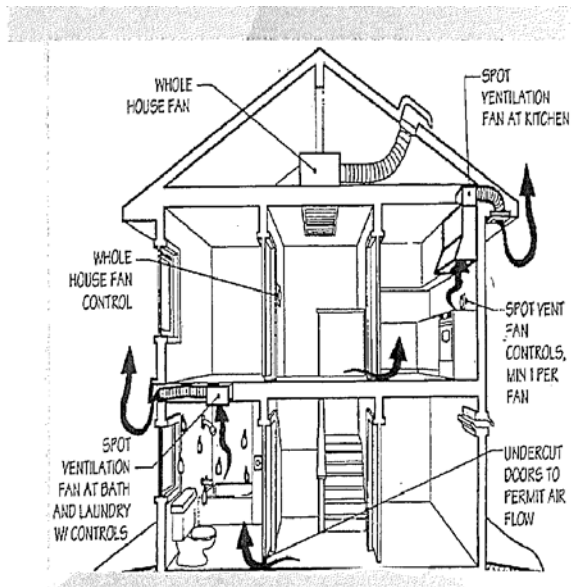 WHOLE
HOUSE FAN
SPOT
VENTILATION
FAN AT KITCHEN
WHOLE
HOUSE FAN
CONTROL
SPOT VENT
FAN
CONTROLS,
MIN 1 PER
FAN
SPOT
VENTILATION
FAN AT BATH
AND LAUNDRY
W/ CONTROLS
UNDERCUT
DOORS TO
PERMIT AIR
FLOW